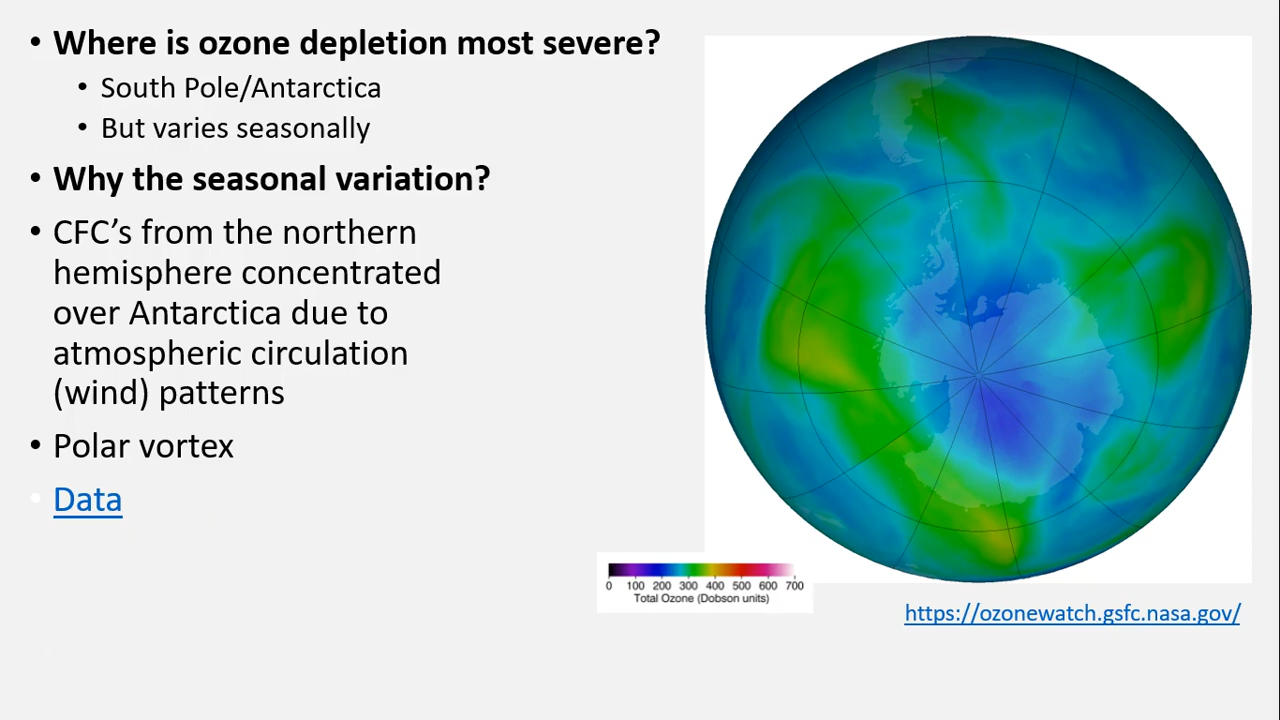 • Where is ozone depletion most severe?
• South Pole/Antarctica
• But varies seasonally
• Why the seasonal variation?
• CFC’s from the northern
hemisphere concentrated
over Antarctica due to
atmospheric circulation
(wind) patterns
• Polar vortex
• Data
0 100 200 300 400 500 600 700
Total Ozone (Dobson units)
https://ozonewatch.gsfc.nasa.gov/